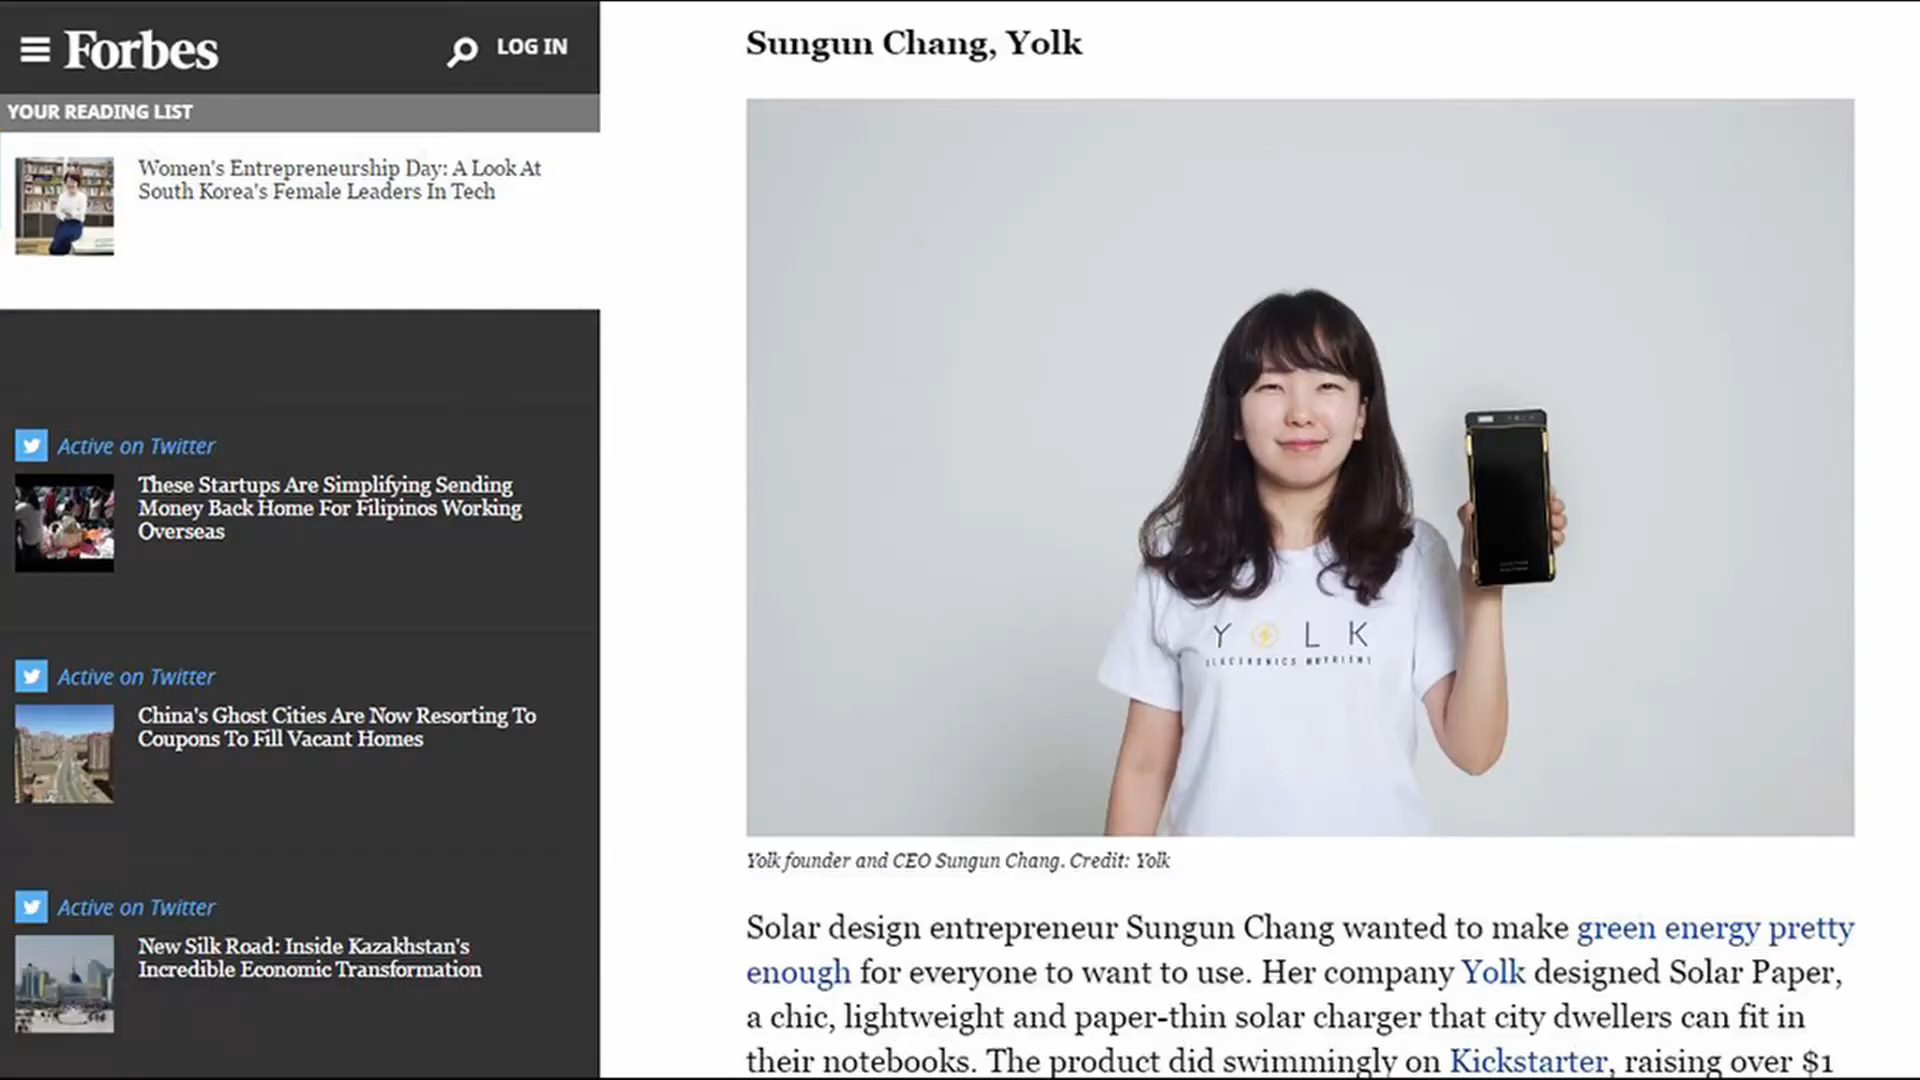 Forbes
LOG IN
YOUR READING LIST
Women's Entrepreneurship Day: A Look At
South Korea's Female Leaders In Tech
Active on Twitter
These Startups Are Simplifying Sending
Money Back Home For Filipinos Working
Overseas
Active on Twitter
China's Ghost Cities Are Now Resorting To
Coupons To Fill Vacant Homes
Active on Twitter
New Silk Road: Inside Kazakhstan's
Incredible Economic Transformation
Sungun Chang, Yolk
Y LK
ELECTRONICS NUTRIENT
Yolk founder and CEO Sungun Chang. Credit: Yolk
Solar design entrepreneur Sungun Chang wanted to make green energy pretty
enough for everyone to want to use. Her company Yolk designed Solar Paper,
a chic, lightweight and paper-thin solar charger that city dwellers can fit in
their notebooks. The product did swimmingly on Kickstarter, raising over $1